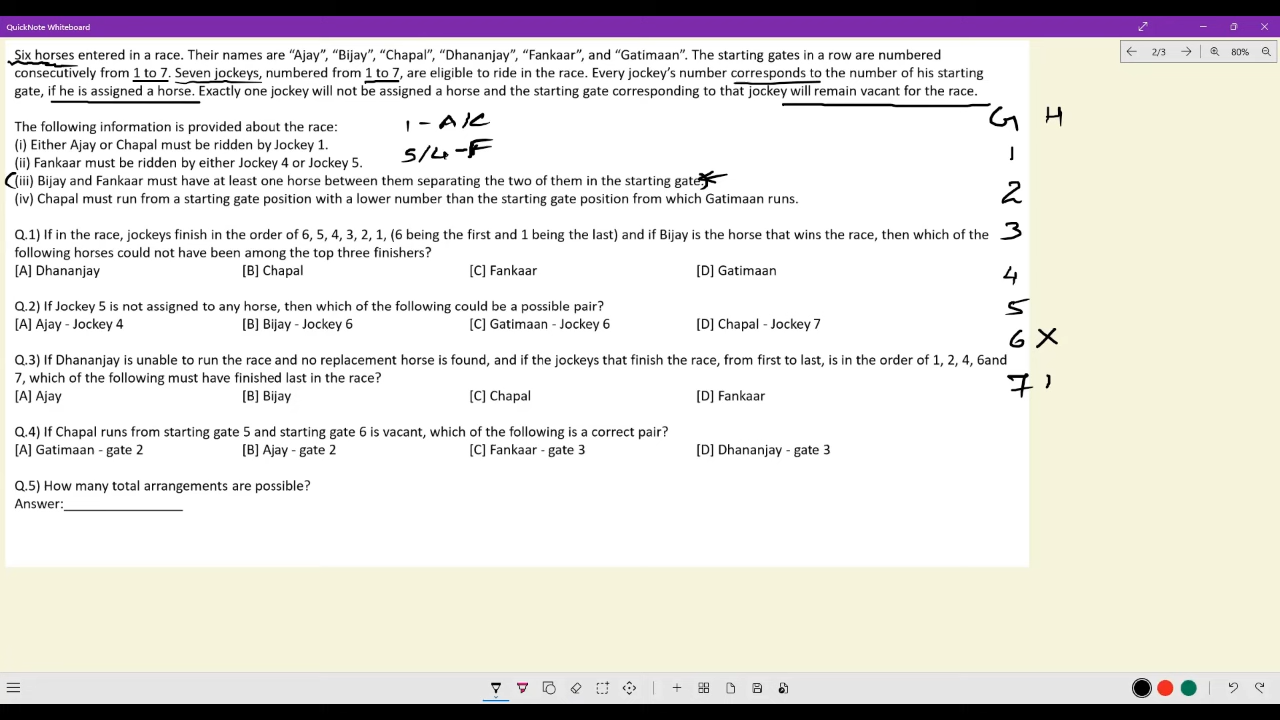 QuickNote Whiteboard
2/3
80%
Six horses entered in a race. Their names are “Ajay”, “Bijay”, “Chapal”, “Dhananjay”, “Fankaar”, and “Gatimaan”. The starting gates in a row are numbered
consecutively from 1 to 7. Seven jockeys, numbered from 1 to 7, are eligible to ride in the race. Every jockey’s number corresponds to the number of his starting
gate, if he is assigned a horse. Exactly one jockey will not be assigned a horse and the starting gate corresponding to that jockey will remain vacant for the race.
The following information is provided about the race:
1 - A/C
(i) Either Ajay or Chapal must be ridden by Jockey 1.
5/4 - F
(ii) Fankaar must be ridden by either Jockey 4 or Jockey 5.
(iii) Bijay and Fankaar must have at least one horse between them separating the two of them in the starting gate.
(iv) Chapal must run from a starting gate position with a lower number than the starting gate position from which Gatimaan runs.
Q.1) If in the race, jockeys finish in the order of 6, 5, 4, 3, 2, 1, (6 being the first and 1 being the last) and if Bijay is the horse that wins the race, then which of the
following horses could not have been among the top three finishers?
[A] Dhananjay [B] Chapal [C] Fankaar [D] Gatimaan
Q.2) If Jockey 5 is not assigned to any horse, then which of the following could be a possible pair?
[A] Ajay - Jockey 4 [B] Bijay - Jockey 6 [C] Gatimaan - Jockey 6 [D] Chapal - Jockey 7
Q.3) If Dhananjay is unable to run the race and no replacement horse is found, and if the jockeys that finish the race, from first to last, is in the order of 1, 2, 4, 6and
7, which of the following must have finished last in the race?
[A] Ajay [B] Bijay [C] Chapal [D] Fankaar
Q.4) If Chapal runs from starting gate 5 and starting gate 6 is vacant, which of the following is a correct pair?
[A] Gatimaan - gate 2 [B] Ajay - gate 2 [C] Fankaar - gate 3 [D] Dhananjay - gate 3
Q.5) How many total arrangements are possible?
Answer:__________________
G H
1
2
3
4
5
6 X
7